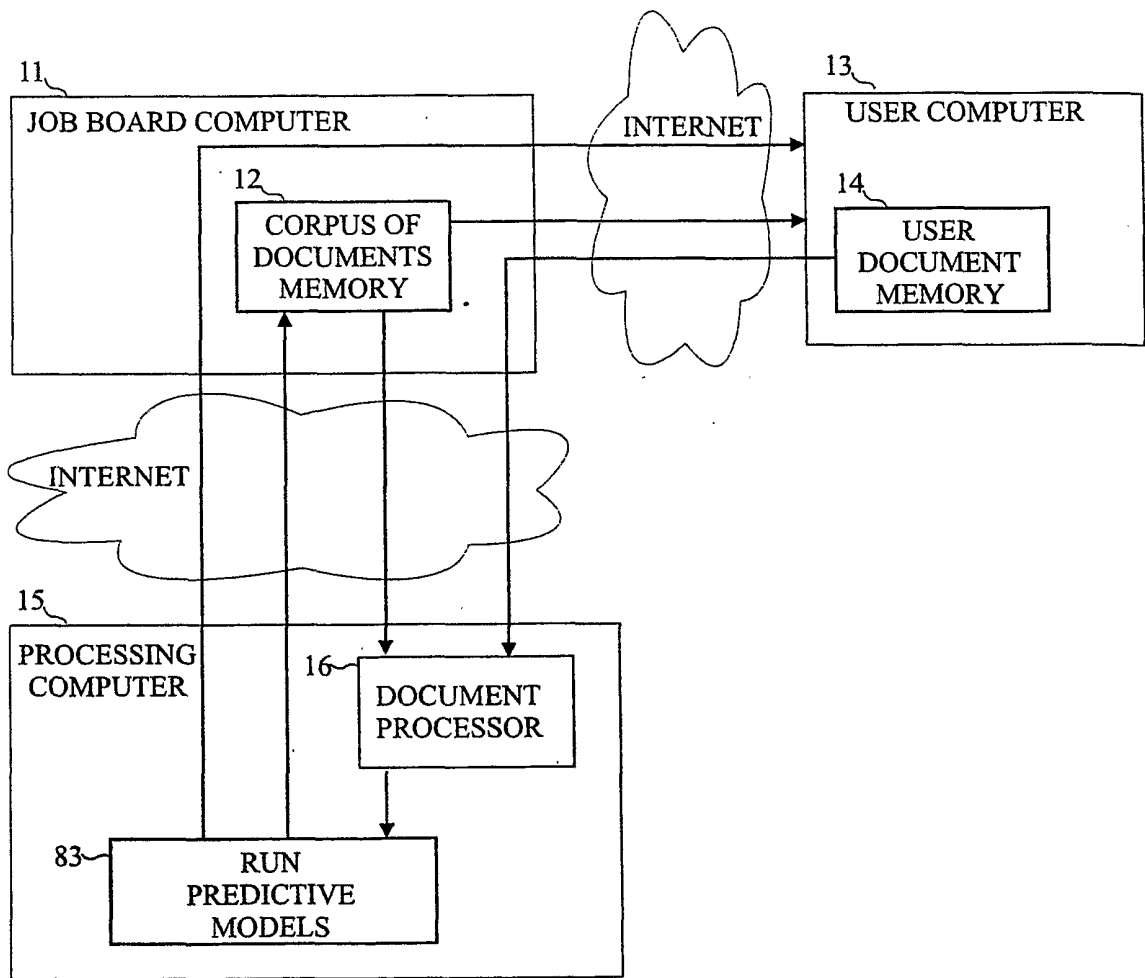 11
JOB BOARD COMPUTER
12
CORPUS OF
DOCUMENTS
MEMORY
INTERNET
13
USER COMPUTER
14
USER
DOCUMENT
MEMORY
INTERNET
15
PROCESSING
COMPUTER
16
DOCUMENT
PROCESSOR
83
RUN
PREDICTIVE
MODELS